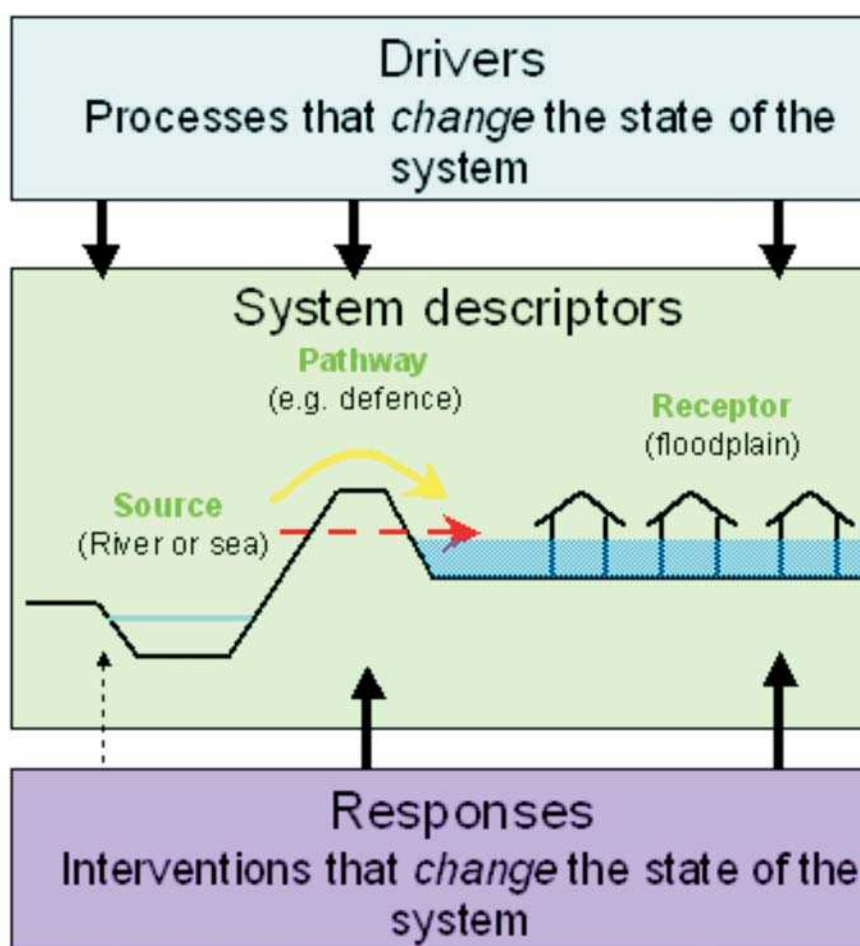 Drivers
Processes that change the state of the
system
System descriptors
Pathway
(e.g. defence)
Receptor
(floodplain)
Source
(River or sea)
Responses
Interventions that change the state of the
system